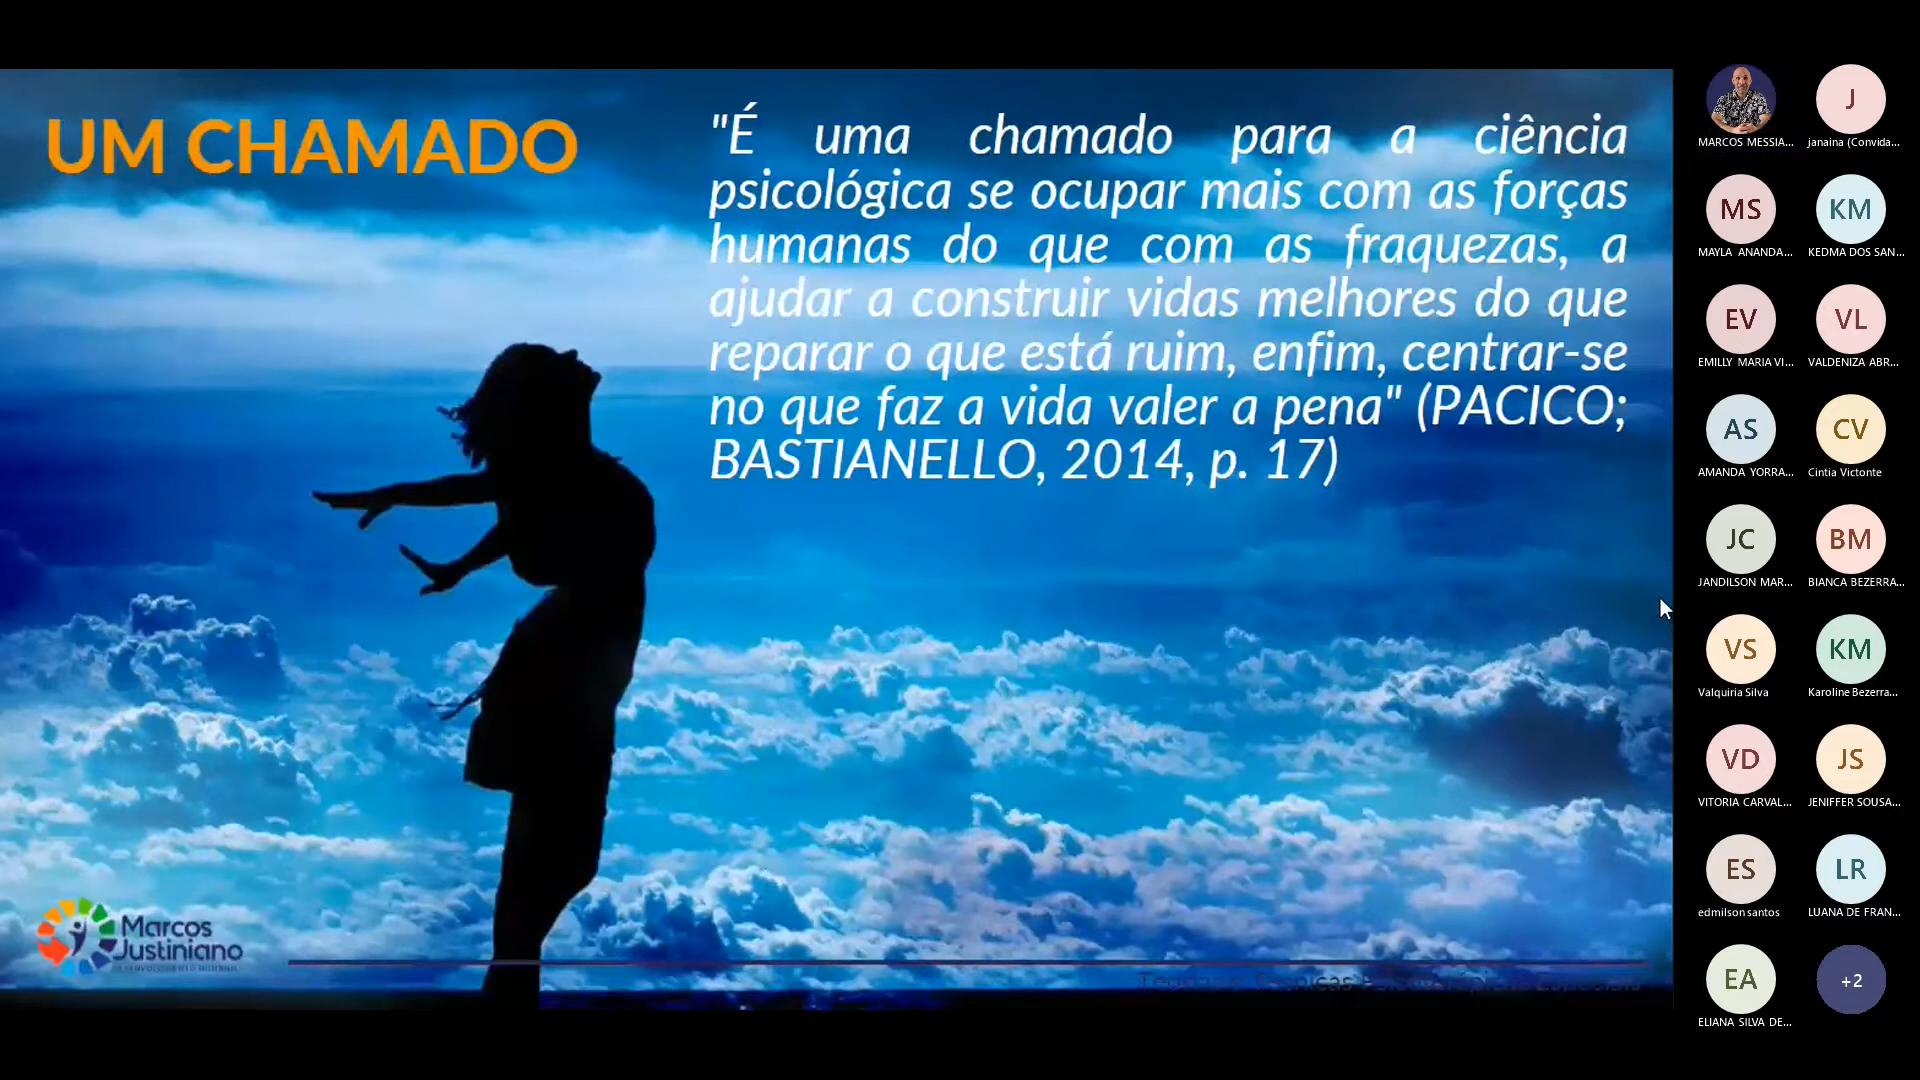 UM CHAMADO
"É uma chamado para a ciência
psicológica se ocupar mais com as forças
humanas do que com as fraquezas, a
ajudar a construir vidas melhores do que
reparar o que está ruim, enfim, centrar-se
no que faz a vida valer a pena" (PACICO;
BASTIANELLO, 2014, p. 17)
Marcos
Justiniano
J
MARCOS MESSIA...
janaina (Convida...
MS
KM
MAYLA ANANDA...
KEDMA DOS SAN...
EV
VL
EMILLY MARIA VI...
VALDENIZA ABR...
AS
CV
AMANDA YORRA...
Cintia Victonte
JC
BM
JANDILSON MAR...
BIANCA BEZERRA...
VS
KM
Valquiria Silva
Karoline Bezerra...
VD
JS
VITORIA CARVAL...
JENIFFER SOUSA...
ES
LR
edmilson santos
LUANA DE FRAN...
EA
+2
ELIANA SILVA DE...